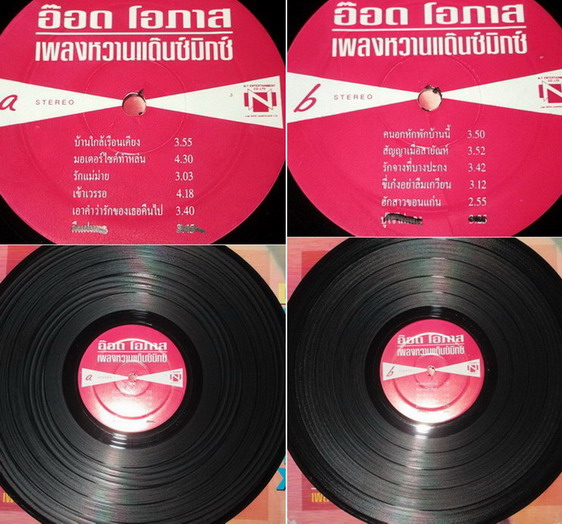 อ๊อด โอภาส
เพลงหวานแด๊นซ์มิกซ์
a STEREO
N
บ้านใกล้เรือนเคียง 3.55
มอเตอร์ไซค์ทำหล่น 4.30
รักแม่ม่าย 3.03
เช้าเวรรอ 4.18
เอาคำว่ารักของเธอคืนไป 3.40
อ๊อด โอภาส
เพลงหวานแด๊นซ์มิกซ์
b STEREO
N
คนอกหักพักบ้านนี้ 3.50
สัญญาเมื่อสายัณห์ 3.52
รักจางที่บางปะกง 3.42
ขี้เก๋งอย่าลืมเกวียน 3.12
ฮักสาวขอนแก่น 2.55
อ๊อด โอภาส
เพลงหวานแด๊นซ์มิกซ์
a
N
อ๊อด โอภาส
เพลงหวานแด๊นซ์มิกซ์
b
N